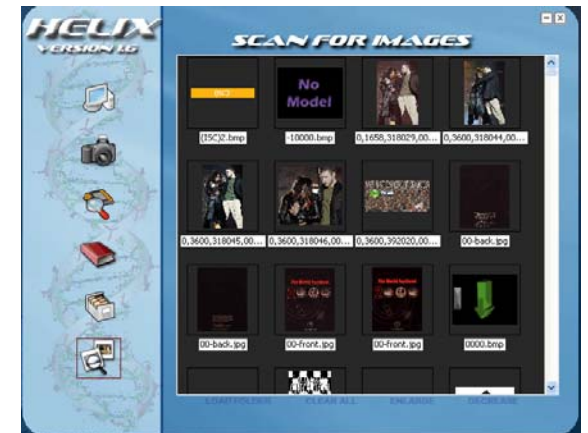 HELIX
VERSION 1.6
SCAN FOR IMAGES
No
Model
(ISC)2.bmp
-10000.bmp
0,1658,318029,00...
0,3600,318044,00...
0,3600,318045,00...
0,3600,318046,00...
0,3600,392020,00...
00-back.jpg
00-back.jpg
00-front.jpg
00-front.jpg
0000.bmp
LOAD FOLDER
CLEAR ALL
ENLARGE
DECREASE